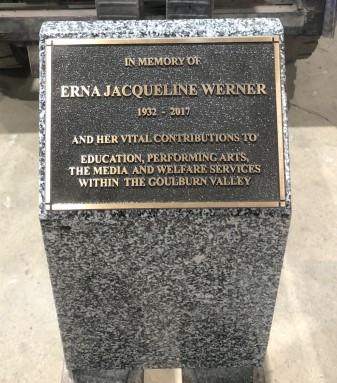 IN MEMORY OF
ERNA JACQUELINE WERNER
1932 - 2017
AND HER VITAL CONTRIBUTIONS TO
EDUCATION, PERFORMING ARTS,
THE MEDIA AND WELFARE SERVICES
WITHIN THE GOULBURN VALLEY